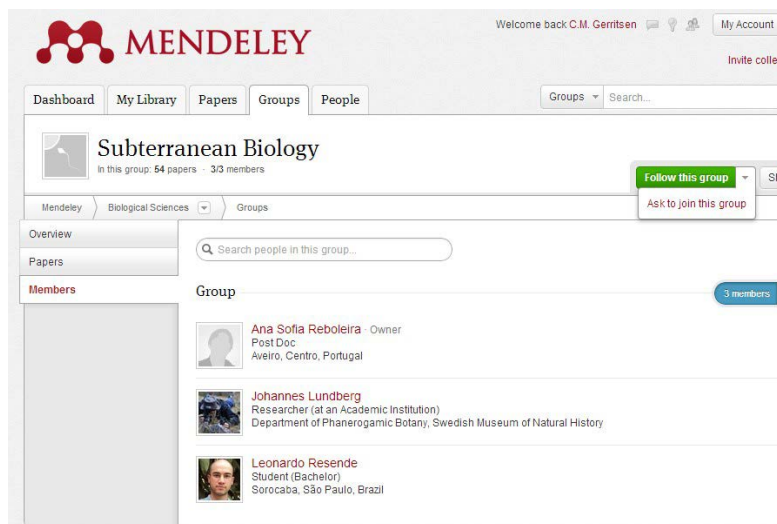 Welcome back C.M. Gerritsen
My Account
MENDELEY
Invite colle
Dashboard
My Library
Papers
Groups
People
Groups
Search...
Subterranean Biology
In this group: 54 papers · 3/3 members
Follow this group
Sh
Ask to join this group
Mendeley
Biological Sciences
Groups
Overview
Papers
Members
Search people in this group...
Group
3 members
Ana Sofia Reboleira · Owner
Post Doc
Aveiro, Centro, Portugal
Johannes Lundberg
Researcher (at an Academic Institution)
Department of Phanerogamic Botany, Swedish Museum of Natural History
Leonardo Resende
Student (Bachelor)
Sorocaba, São Paulo, Brazil